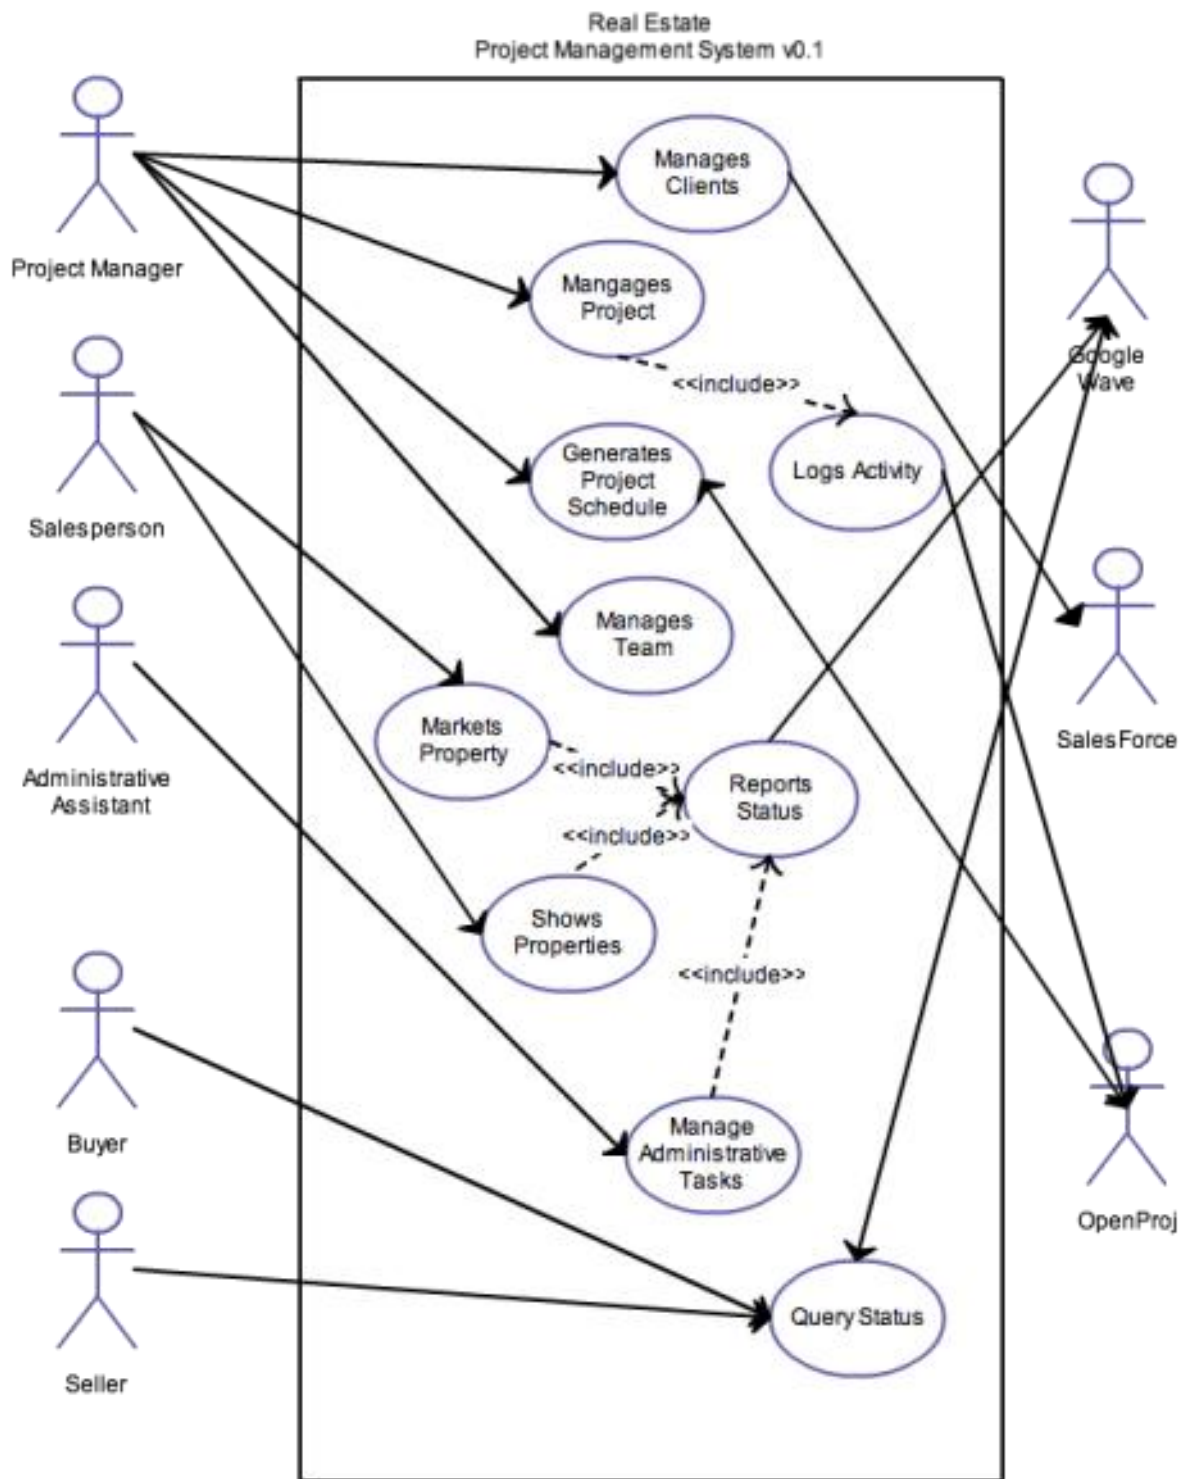 Real Estate
Project Management System v0.1
Project Manager
Salesperson
Administrative
Assistant
Buyer
Seller
Manages
Clients
Mangages
Project
<<include>>
Generates
Project
Schedule
Logs Activity
Manages
Team
Markets
Property
<<include>>
Reports
Status
<<include>>
Shows
Properties
<<include>>
Manage
Administrative
Tasks
Query Status
Google
Wave
SalesForce
OpenProj